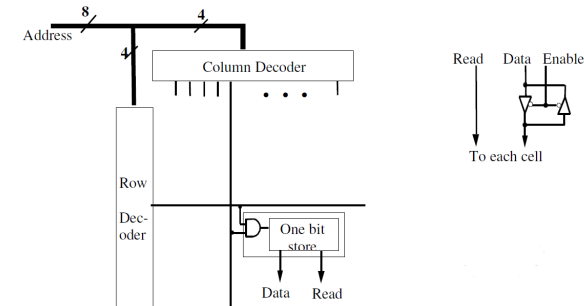 8
4
Address
4
Column Decoder
Read Data Enable
To each cell
Row
Dec-
oder
One bit
store
Data Read